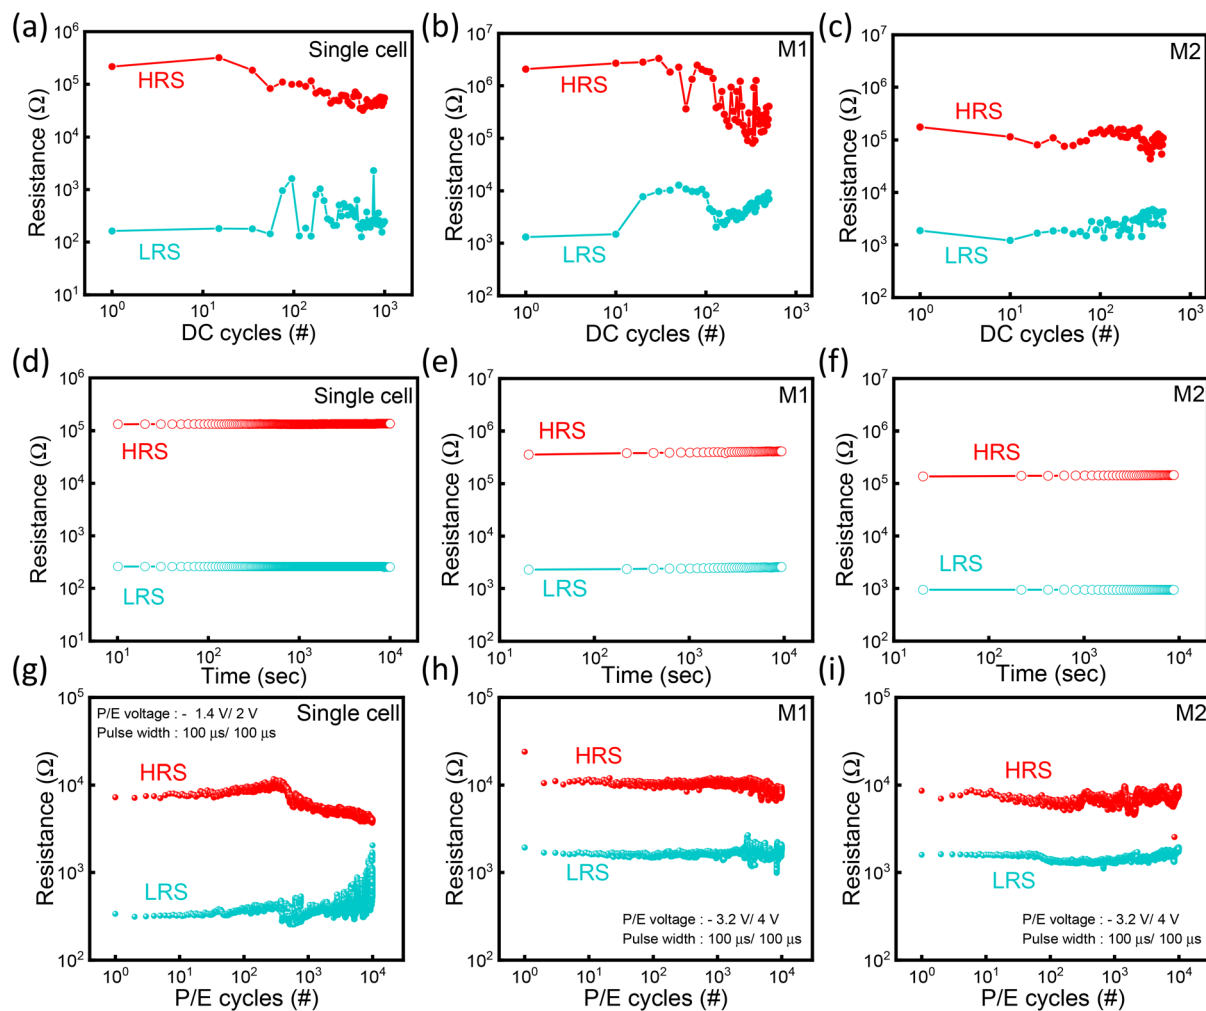 (a)
Single cell
10⁶
10⁵
10⁴
10³
10²
10¹
Resistance (Ω)
HRS
LRS
10⁰
10¹
10²
10³
DC cycles (#)
(b)
M1
10⁷
10⁶
10⁵
10⁴
10³
10²
Resistance (Ω)
HRS
LRS
10⁰
10¹
10²
10³
DC cycles (#)
(c)
M2
10⁷
10⁶
10⁵
10⁴
10³
10²
Resistance (Ω)
HRS
LRS
10⁰
10¹
10²
10³
DC cycles (#)
(d)
Single cell
10⁶
10⁵
10⁴
10³
10²
10¹
Resistance (Ω)
HRS
LRS
10¹
10²
10³
10⁴
Time (sec)
(e)
M1
10⁷
10⁶
10⁵
10⁴
10³
10²
Resistance (Ω)
HRS
LRS
10²
10³
10⁴
Time (sec)
(f)
M2
10⁷
10⁶
10⁵
10⁴
10³
10²
Resistance (Ω)
HRS
LRS
10¹
10²
10³
10⁴
Time (sec)
(g)
Single cell
P/E voltage : - 1.4 V/ 2 V
Pulse width : 100 μs/ 100 μs
10⁵
10⁴
10³
10²
Resistance (Ω)
HRS
LRS
10⁰
10¹
10²
10³
10⁴
P/E cycles (#)
(h)
M1
10⁵
10⁴
10³
10²
Resistance (Ω)
HRS
LRS
P/E voltage : - 3.2 V/ 4 V
Pulse width : 100 μs/ 100 μs
10⁰
10¹
10²
10³
10⁴
P/E cycles (#)
(i)
M2
10⁵
10⁴
10³
10²
Resistance (Ω)
HRS
LRS
P/E voltage : - 3.2 V/ 4 V
Pulse width : 100 μs/ 100 μs
10⁰
10¹
10²
10³
10⁴
P/E cycles (#)